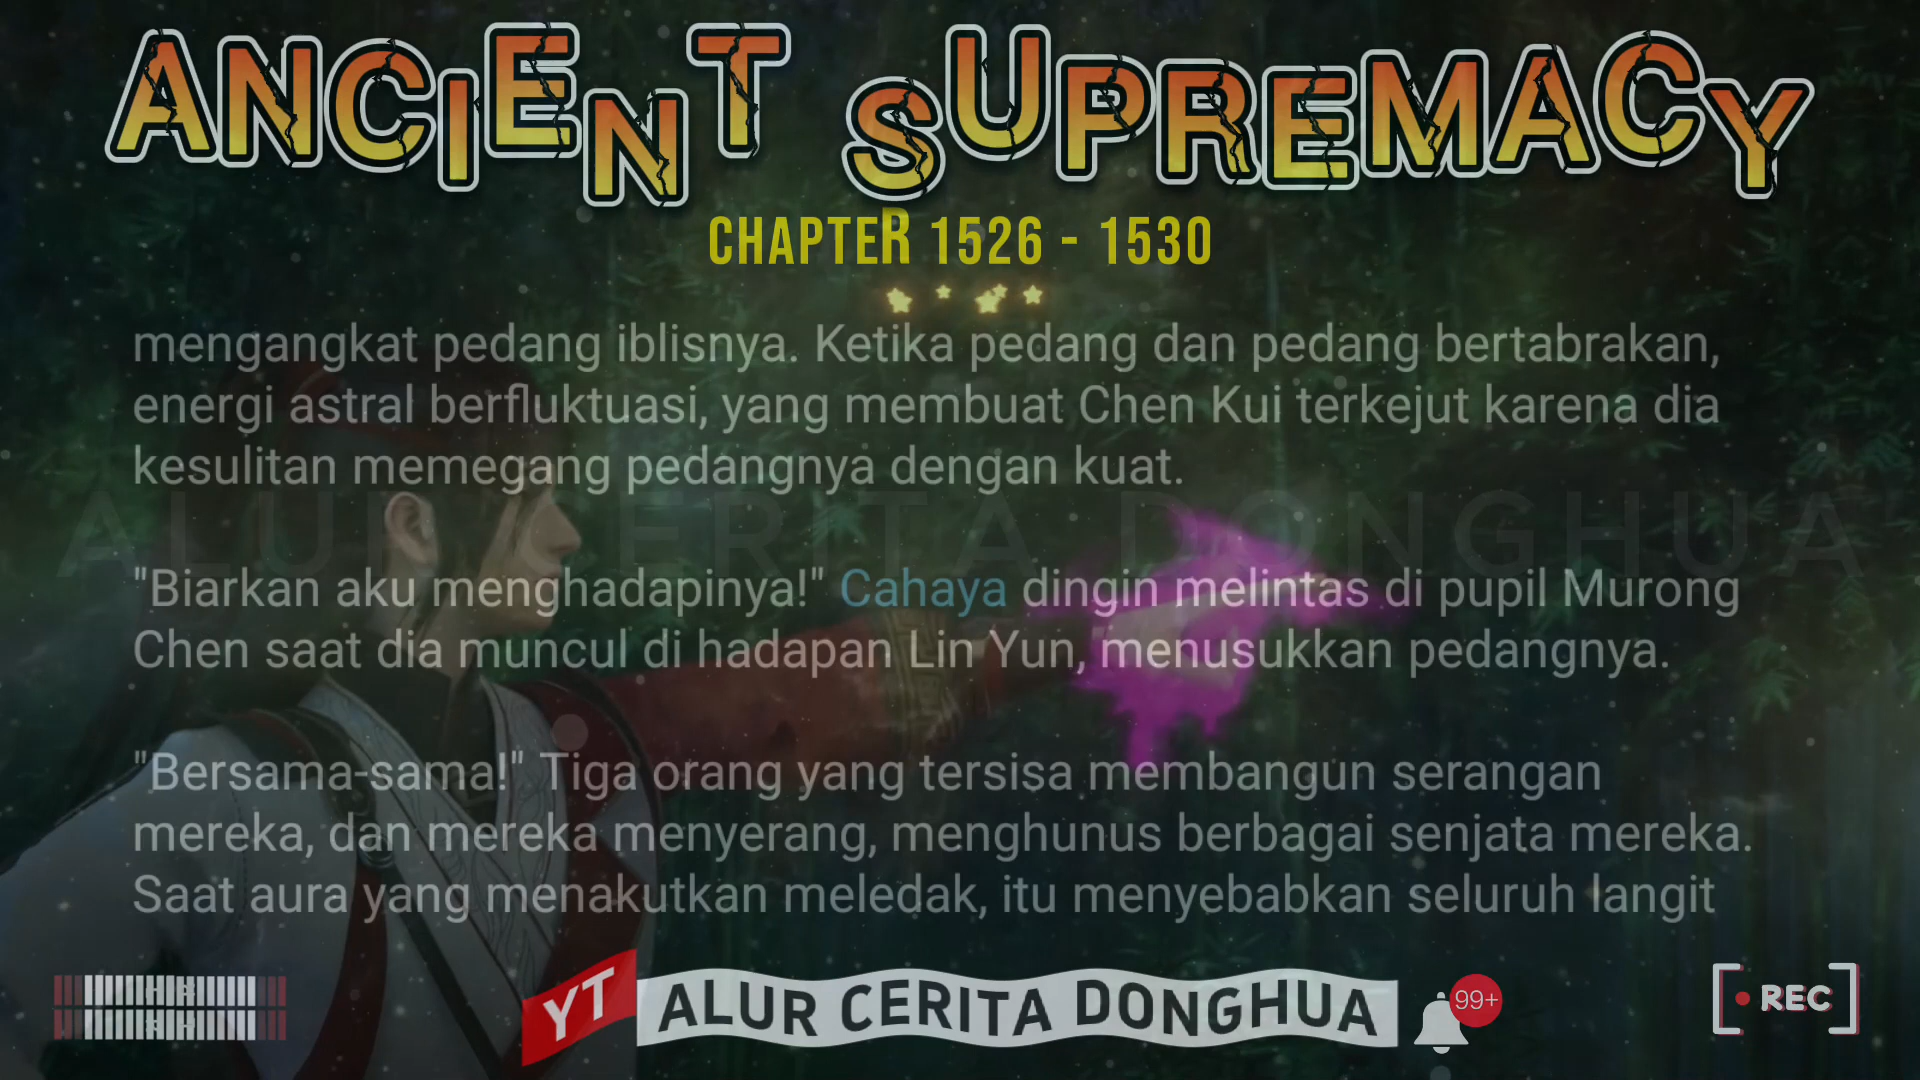 ANCIENT SUPREMACY
CHAPTER 1526 - 1530
mengangkat pedang iblisnya. Ketika pedang dan pedang bertabrakan,
energi astral berfluktuasi, yang membuat Chen Kui terkejut karena dia
kesulitan memegang pedangnya dengan kuat.
ALUR CERITA DONGHUA
"Biarkan aku menghadapinya!" Cahaya dingin melintas di pupil Murong
Chen saat dia muncul di hadapan Lin Yun, menusukkan pedangnya.
"Bersama-sama!" Tiga orang yang tersisa membangun serangan
mereka, dan mereka menyerang, menghunus berbagai senjata mereka.
Saat aura yang menakutkan meledak, itu menyebabkan seluruh langit
YT ALUR CERITA DONGHUA
99+
REC